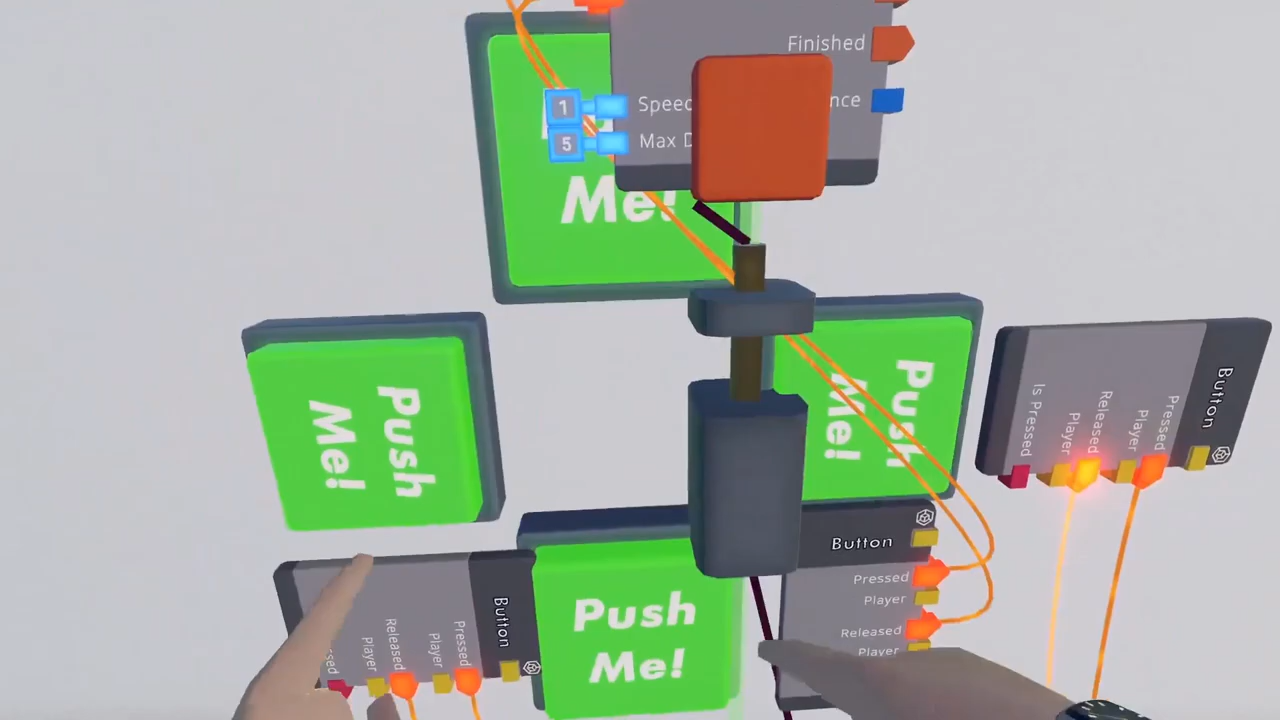 Finished
1
Speed
nce
5
Max D
Me!
Push
Me!
Push
Me!
Button
Pressed
Player
Released
Player
Is Pressed
Button
Pressed
Player
Released
Player
Push
Me!
Button
Pressed
Player
Released
Player
ssed